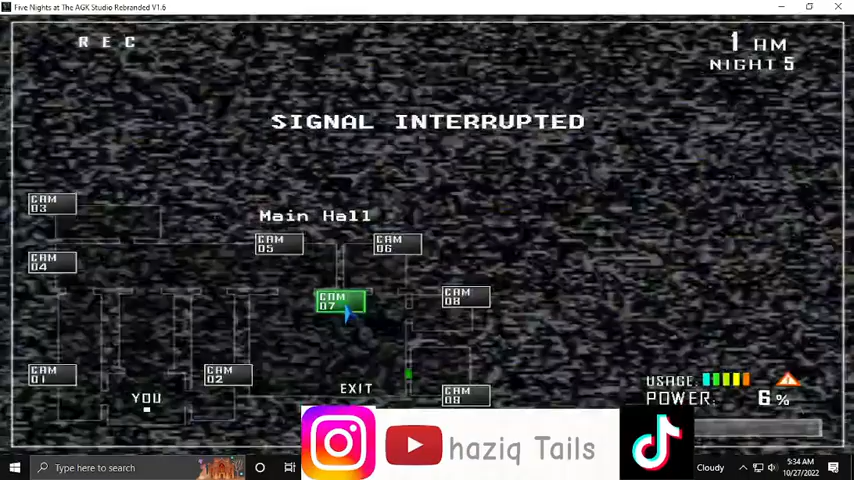 Five Nights at The AGK Studio Rebranded V1.6
REC
1 AM
NIGHT 5
SIGNAL INTERRUPTED
CAM 03
Main Hall
CAM 05
CAM 06
CAM 04
CAM 07
CAM 08
CAM 01
CAM 02
YOU
EXIT
CAM 09
USAGE:
POWER: 6%
haziq Tails
Type here to search
Cloudy
5:34 AM
10/27/2022